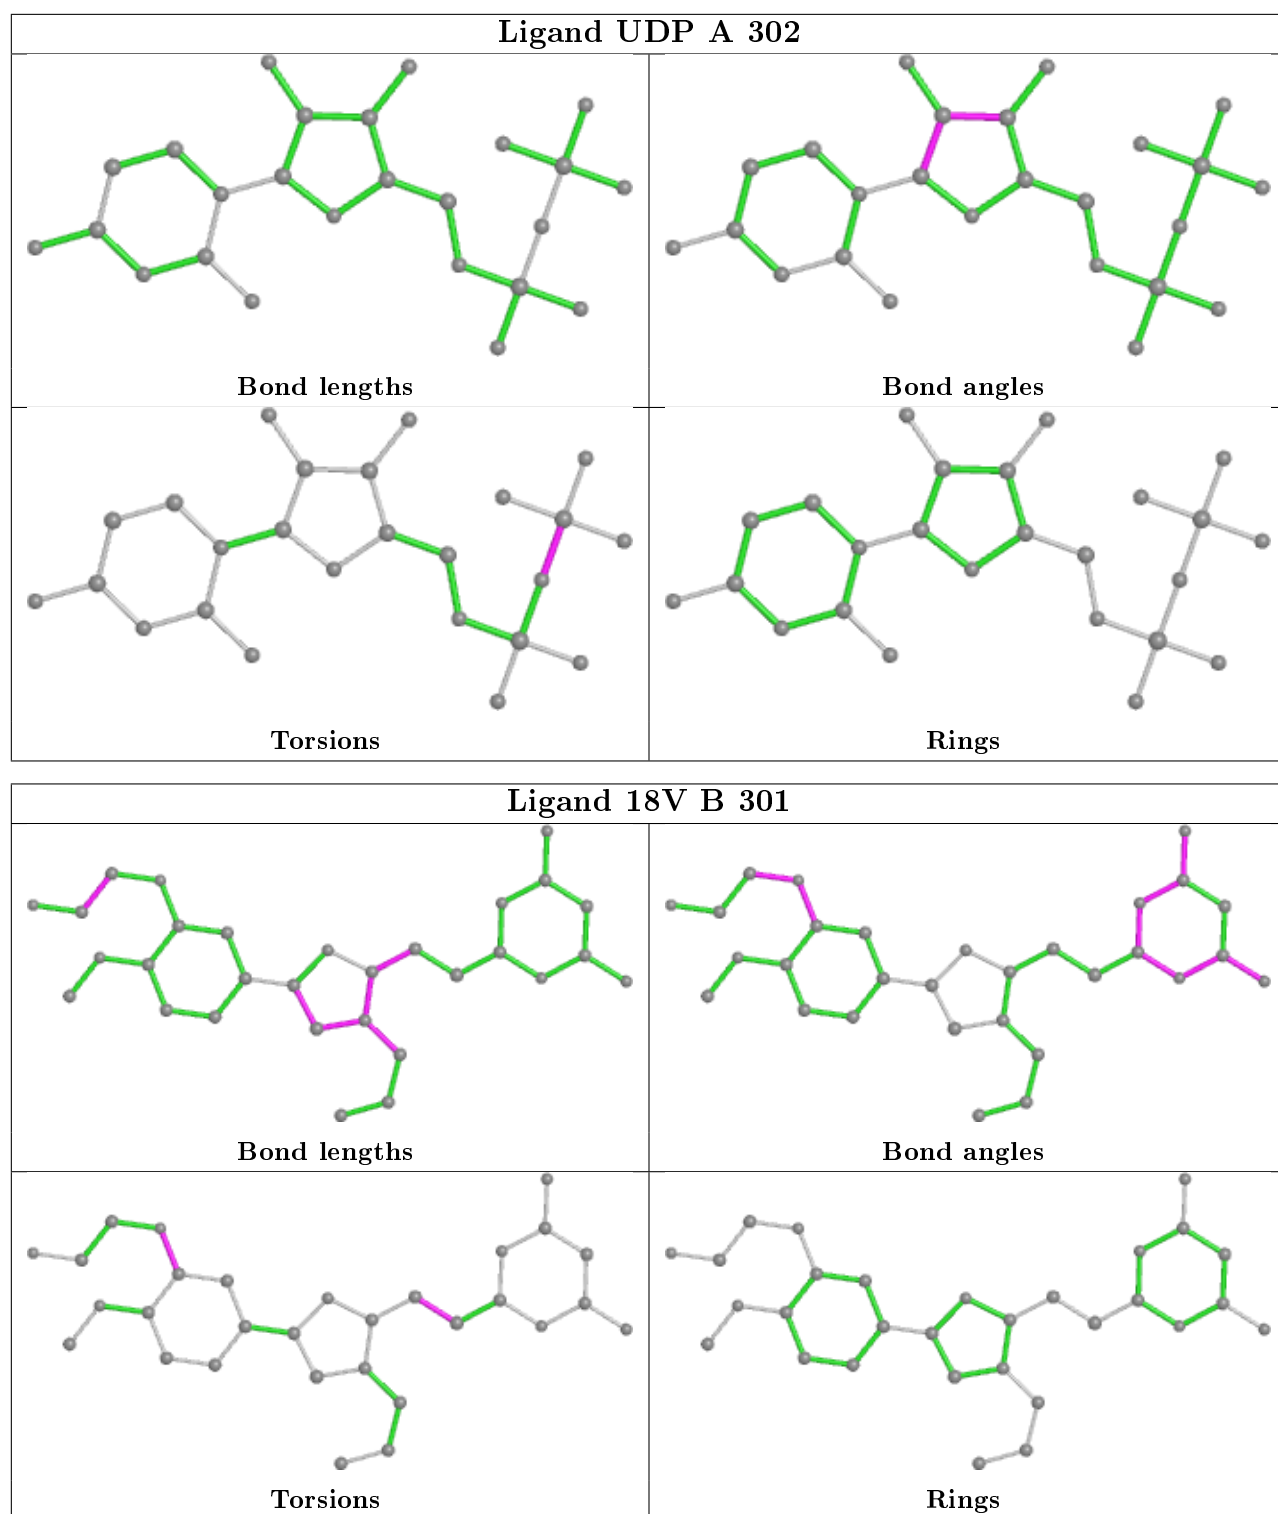 Ligand UDP A 302
Bond lengths
Bond angles
Torsions
Rings
Ligand 18V B 301
Bond lengths
Bond angles
Torsions
Rings